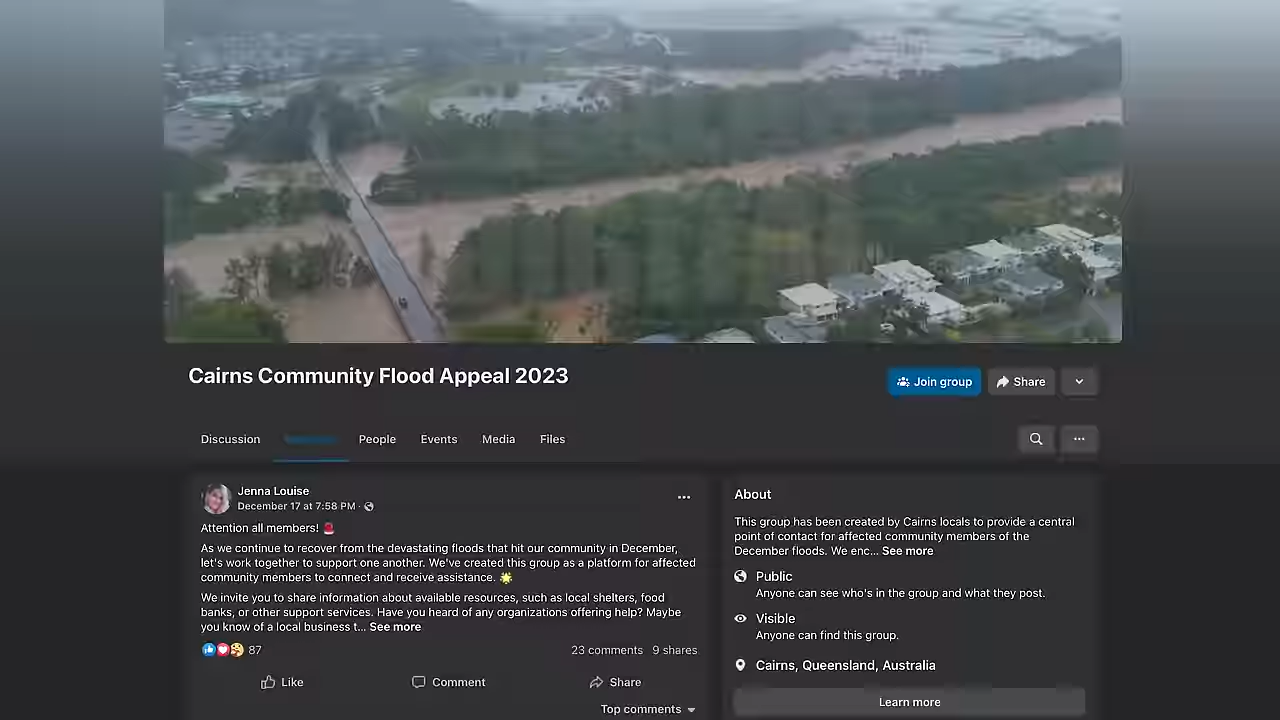 Cairns Community Flood Appeal 2023
Join group
Share
Discussion
People
Events
Media
Files
Jenna Louise
December 17 at 7:58 PM ·
Attention all members!
As we continue to recover from the devastating floods that hit our community in December,
let's work together to support one another. We've created this group as a platform for affected
community members to connect and receive assistance.
We invite you to share information about available resources, such as local shelters, food
banks, or other support services. Have you heard of any organizations offering help? Maybe
you know of a local business t... See more
87
23 comments 9 shares
Like
Comment
Share
Top comments
About
This group has been created by Cairns locals to provide a central
point of contact for affected community members of the
December floods. We enc... See more
Public
Anyone can see who's in the group and what they post.
Visible
Anyone can find this group.
Cairns, Queensland, Australia
Learn more